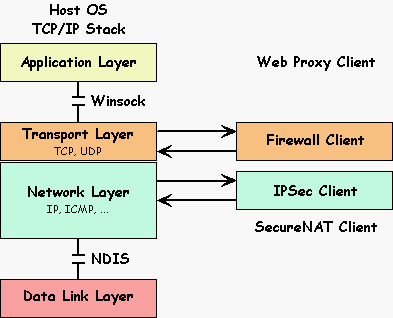 Host OS
TCP/IP Stack
Application Layer
Web Proxy Client
Winsock
Transport Layer
TCP, UDP
Firewall Client
Network Layer
IP, ICMP, ...
IPSec Client
SecureNAT Client
NDIS
Data Link Layer